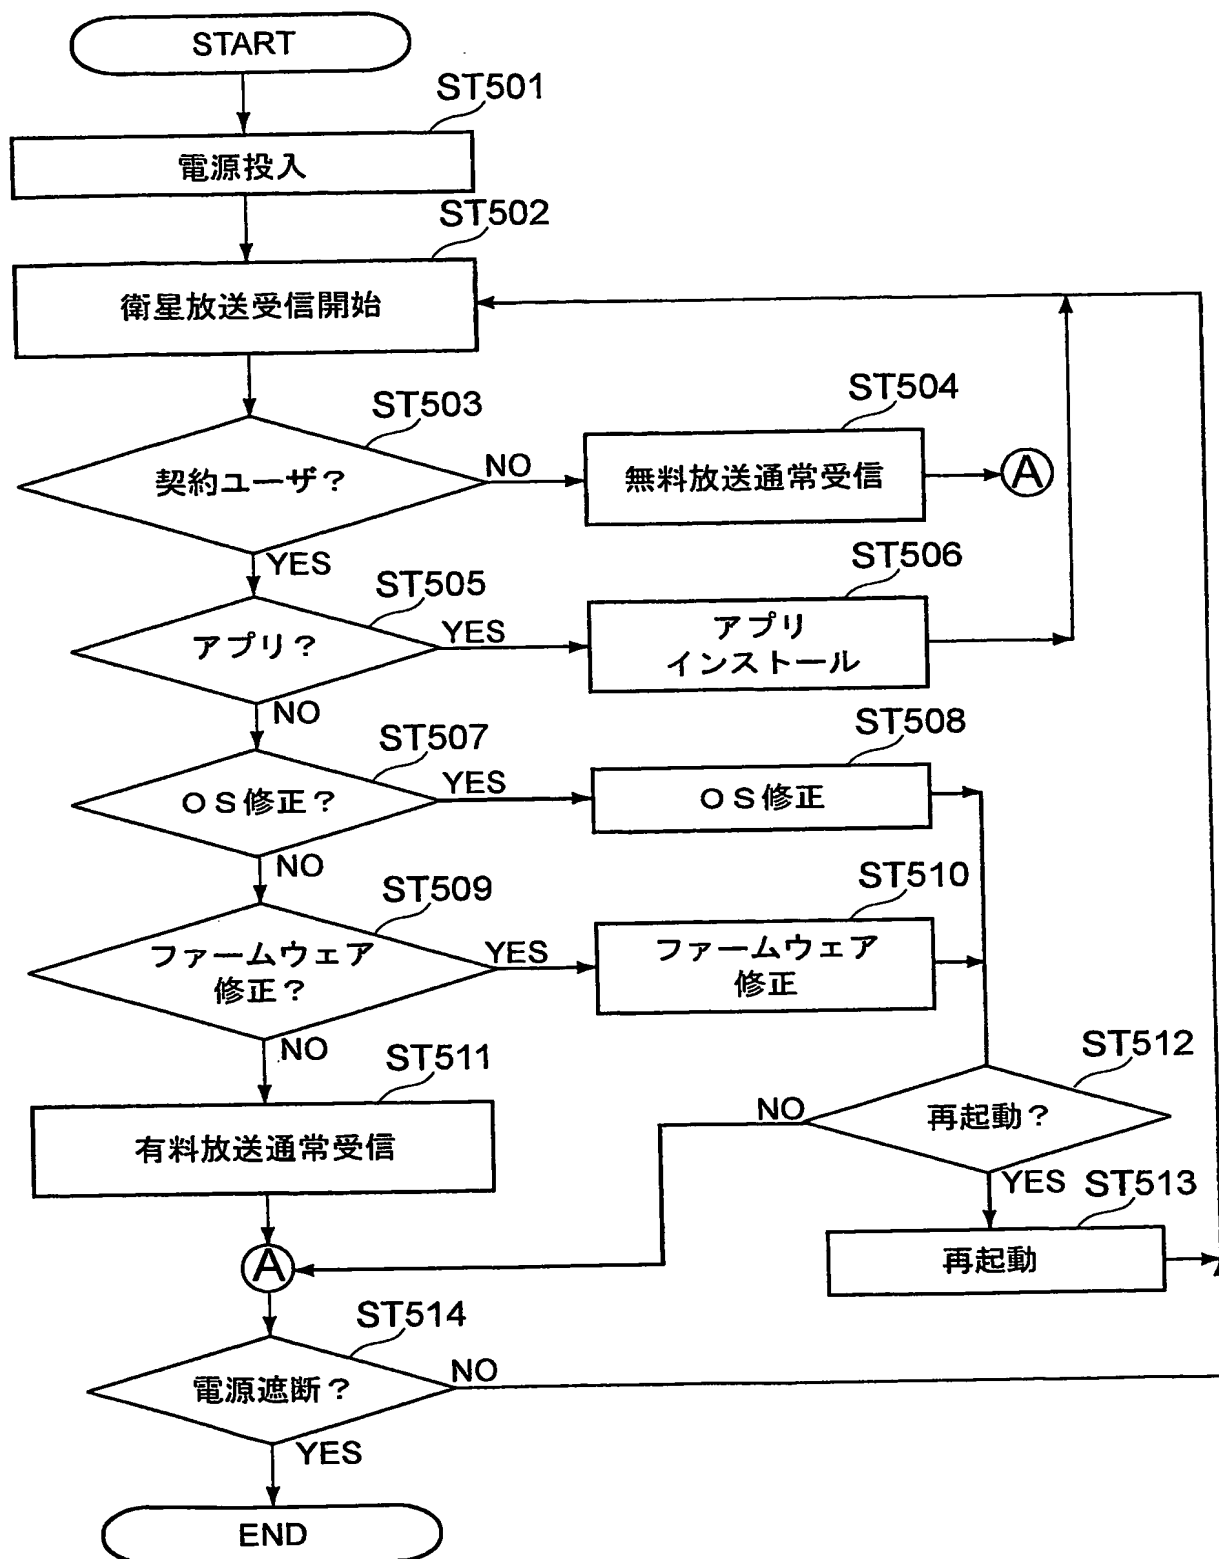 START
ST501
電源投入
ST502
衛星放送受信開始
ST503
契約ユーザ？
NO
YES
ST504
無料放送通常受信
A
ST505
アプリ？
YES
NO
ST506
アプリ
インストール
ST507
ＯＳ修正？
YES
NO
ST508
ＯＳ修正
ST509
ファームウェア
修正？
YES
NO
ST510
ファームウェア
修正
ST511
有料放送通常受信
ST512
再起動？
NO
YES
ST513
再起動
A
ST514
電源遮断？
NO
YES
END